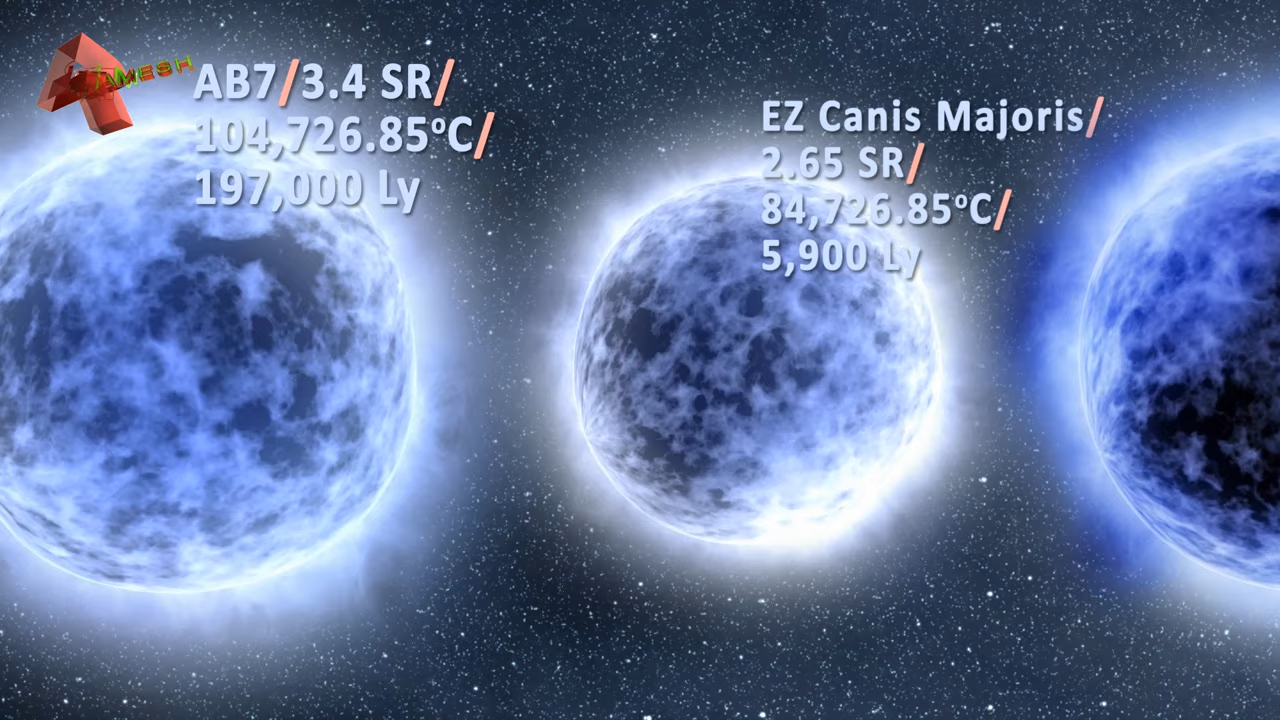 AB7/3.4 SR/
104,726.85ºC/
197,000 Ly
EZ Canis Majoris/
2.65 SR/
84,726.85ºC/
5,900 Ly